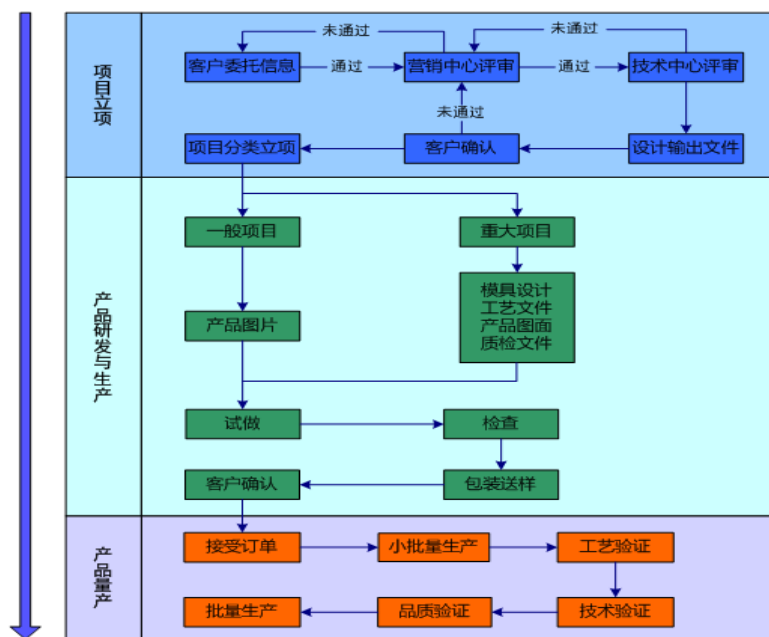 项目立项
未通过
未通过
客户委托信息
通过
营销中心评审
通过
技术中心评审
未通过
项目分类立项
客户确认
设计输出文件
产品研发与生产
一般项目
重大项目
产品图片
模具设计
工艺文件
产品图面
质检文件
试做
检查
客户确认
包装送样
产品量产
接受订单
小批量生产
工艺验证
批量生产
品质验证
技术验证